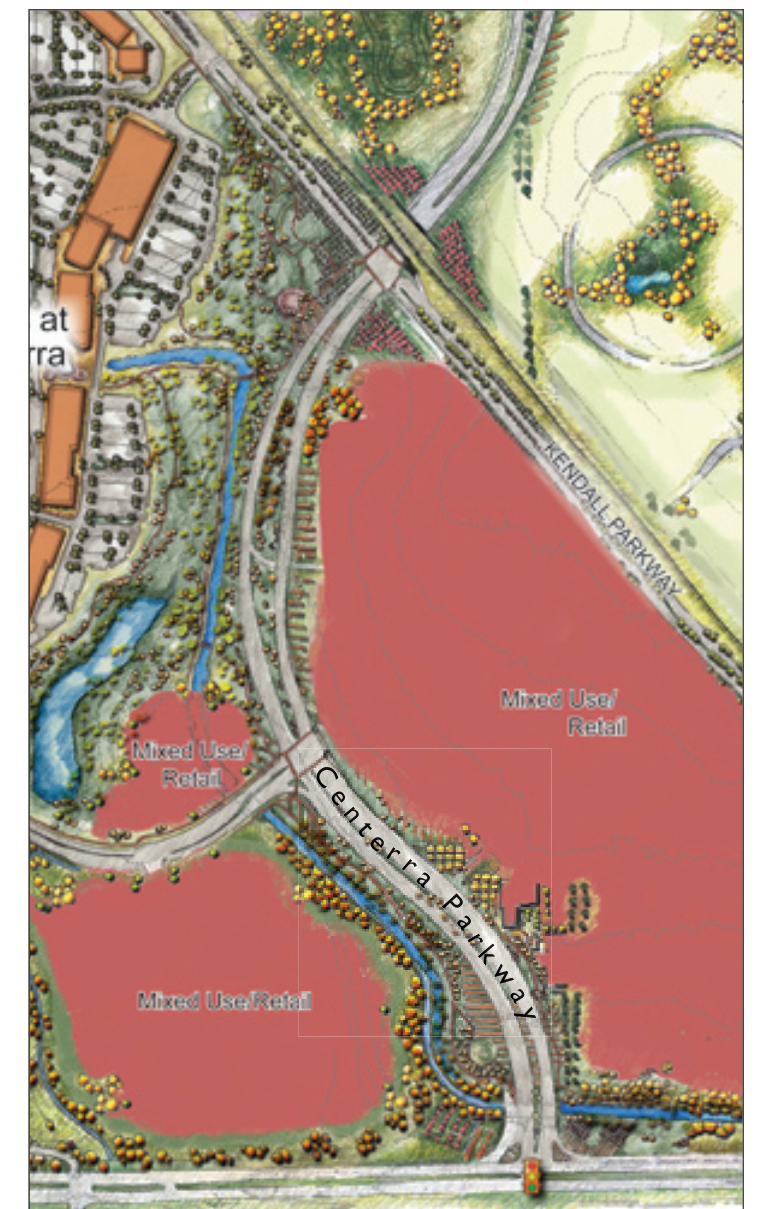 at
rra
KENDALL PARKWAY
Mixed Use/
Retail
Mixed Use/
Retail
Centerra Parkway
Mixed Use/Retail